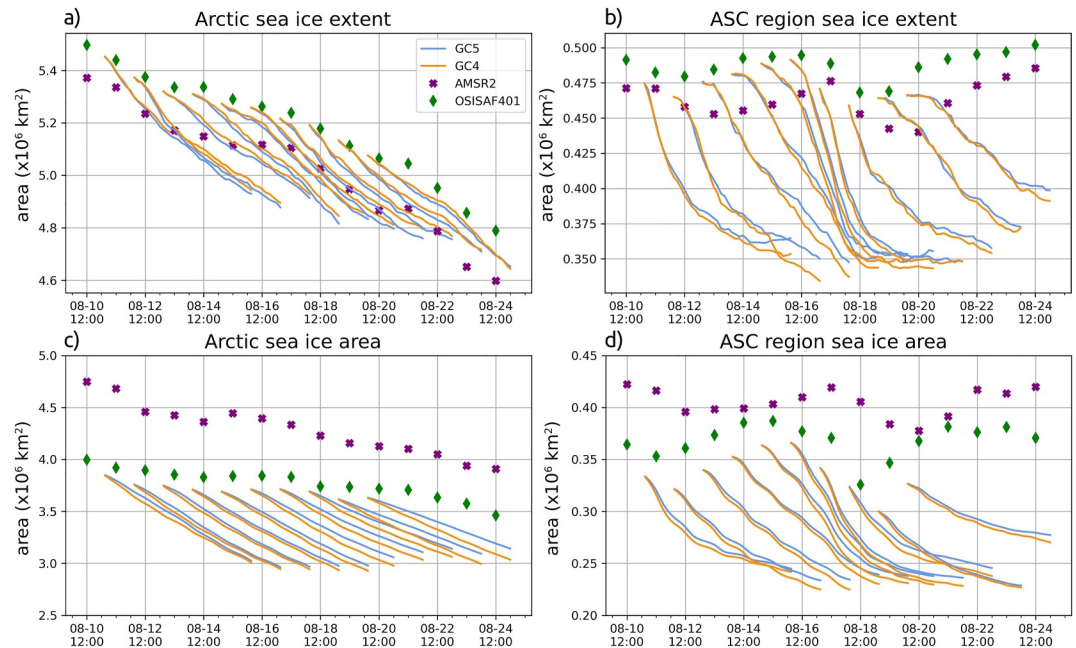 a) Arctic sea ice extent
area (x10⁶ km²)
5.4
5.2
5.0
4.8
4.6
GC5
GC4
AMSR2
OSISAF401
08-10 08-12 08-14 08-16 08-18 08-20 08-22 08-24
12:00 12:00 12:00 12:00 12:00 12:00 12:00 12:00
b) ASC region sea ice extent
area (x10⁶ km²)
0.500
0.475
0.450
0.425
0.400
0.375
0.350
08-10 08-12 08-14 08-16 08-18 08-20 08-22 08-24
12:00 12:00 12:00 12:00 12:00 12:00 12:00 12:00
c) Arctic sea ice area
area (x10⁶ km²)
5.0
4.5
4.0
3.5
3.0
2.5
08-10 08-12 08-14 08-16 08-18 08-20 08-22 08-24
12:00 12:00 12:00 12:00 12:00 12:00 12:00 12:00
d) ASC region sea ice area
area (x10⁶ km²)
0.45
0.40
0.35
0.30
0.25
0.20
08-10 08-12 08-14 08-16 08-18 08-20 08-22 08-24
12:00 12:00 12:00 12:00 12:00 12:00 12:00 12:00